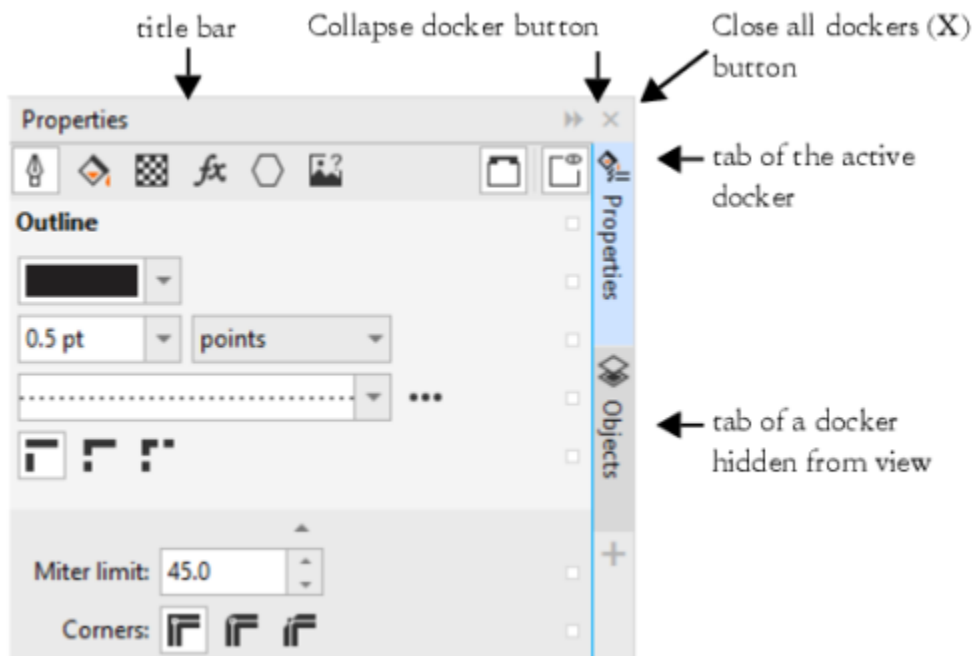 title bar
Collapse docker button
Close all dockers (X)
button
Properties
tab of the active
docker
Properties
Outline
0.5 pt
points
Objects
tab of a docker
hidden from view
Miter limit: 45.0
Corners: